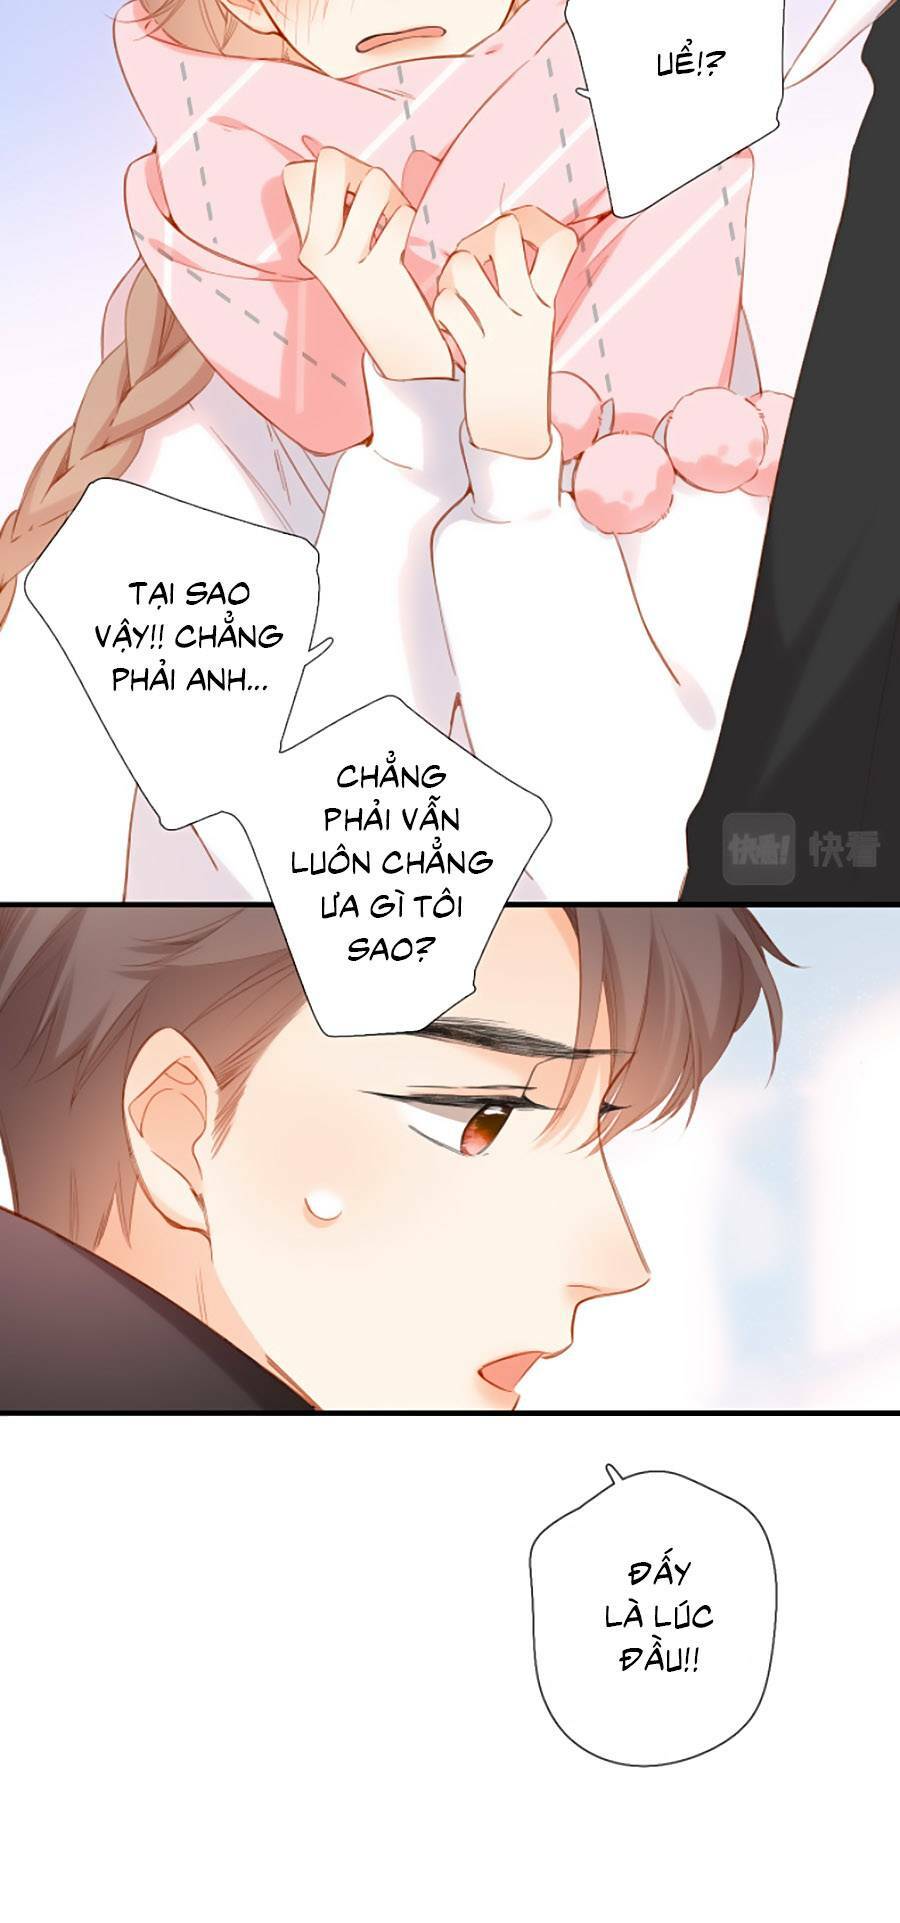 UỂ!?
TẠI SAO
VẬY!! CHẲNG
PHẢI ANH...
CHẲNG
PHẢI VẪN
LUÔN CHẲNG
ƯA GÌ TÔI
SAO?
快看! 快看
ĐẤY
LÀ LÚC
ĐẦU!!